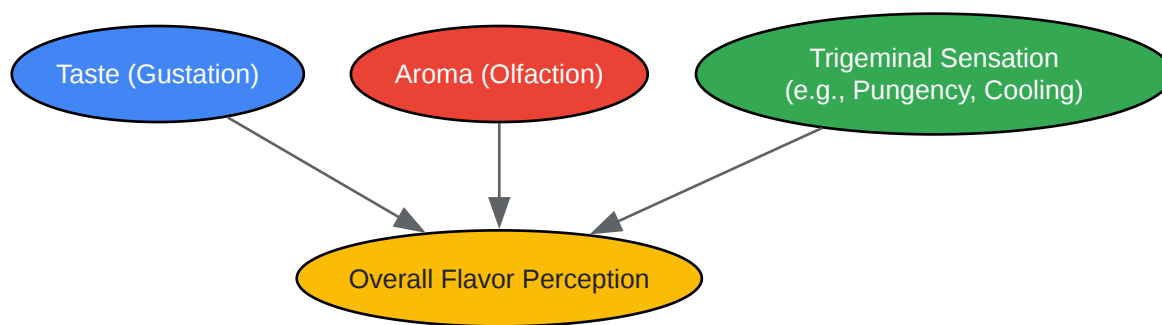 Taste (Gustation)
Aroma (Olfaction)
Trigeminal Sensation
(e.g., Pungency, Cooling)
Overall Flavor Perception